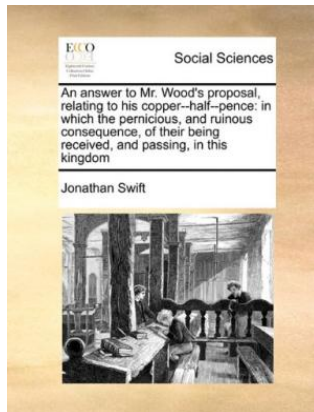 ECCO
Social Sciences
An answer to Mr. Wood's proposal,
relating to his copper--half--pence: in
which the pernicious, and ruinous
consequence, of their being
received, and passing, in this
kingdom
Jonathan Swift